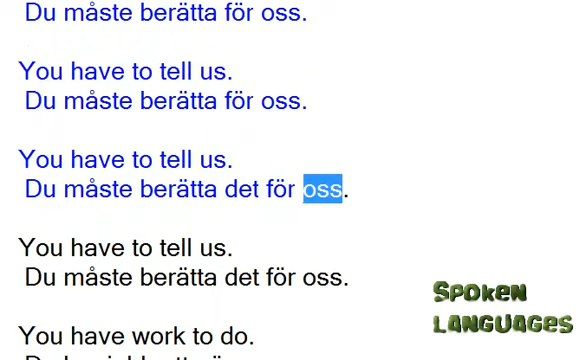 Du måste berätta för oss.
You have to tell us.
Du måste berätta för oss.
You have to tell us.
Du måste berätta det för oss.
You have to tell us.
Du måste berätta det för oss.
You have work to do.
SPOKEN
LANGUAGES